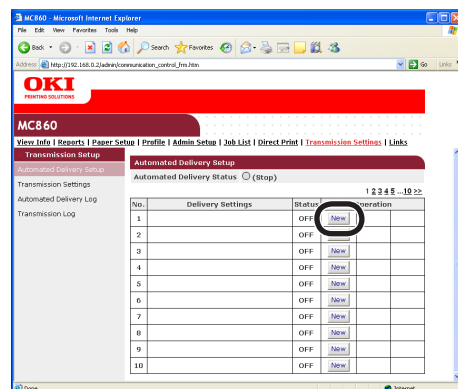 MC860 - Microsoft Internet Explorer
File Edit View Favorites Tools Help
Back Search Favorites
Address http://192.168.0.2/admin/communication_control_frm.htm Go Links
OKI
PRINTING SOLUTIONS
MC860
View Info | Reports | Paper Setup | Profile | Admin Setup | Job List | Direct Print | Transmission Settings | Links
Transmission Setup
Automated Delivery Setup
Transmission Settings
Automated Delivery Log
Transmission Log
Automated Delivery Setup
Automated Delivery Status (Stop)
1 2 3 4 5 ...10 >>
No. Delivery Settings Status Operation
1 OFF New
2 OFF New
3 OFF New
4 OFF New
5 OFF New
6 OFF New
7 OFF New
8 OFF New
9 OFF New
10 OFF New
Done Internet